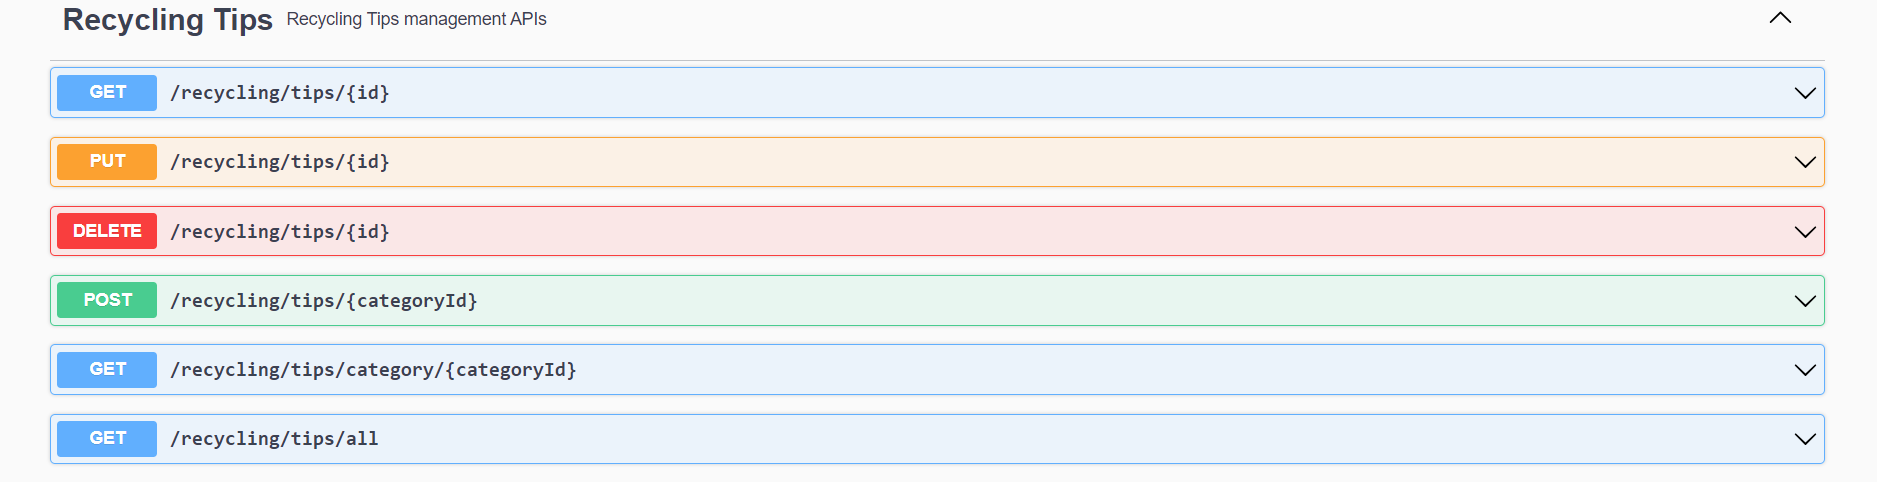 Recycling Tips Recycling Tips management APIs
GET /recycling/tips/{id}
PUT /recycling/tips/{id}
DELETE /recycling/tips/{id}
POST /recycling/tips/{categoryId}
GET /recycling/tips/category/{categoryId}
GET /recycling/tips/all